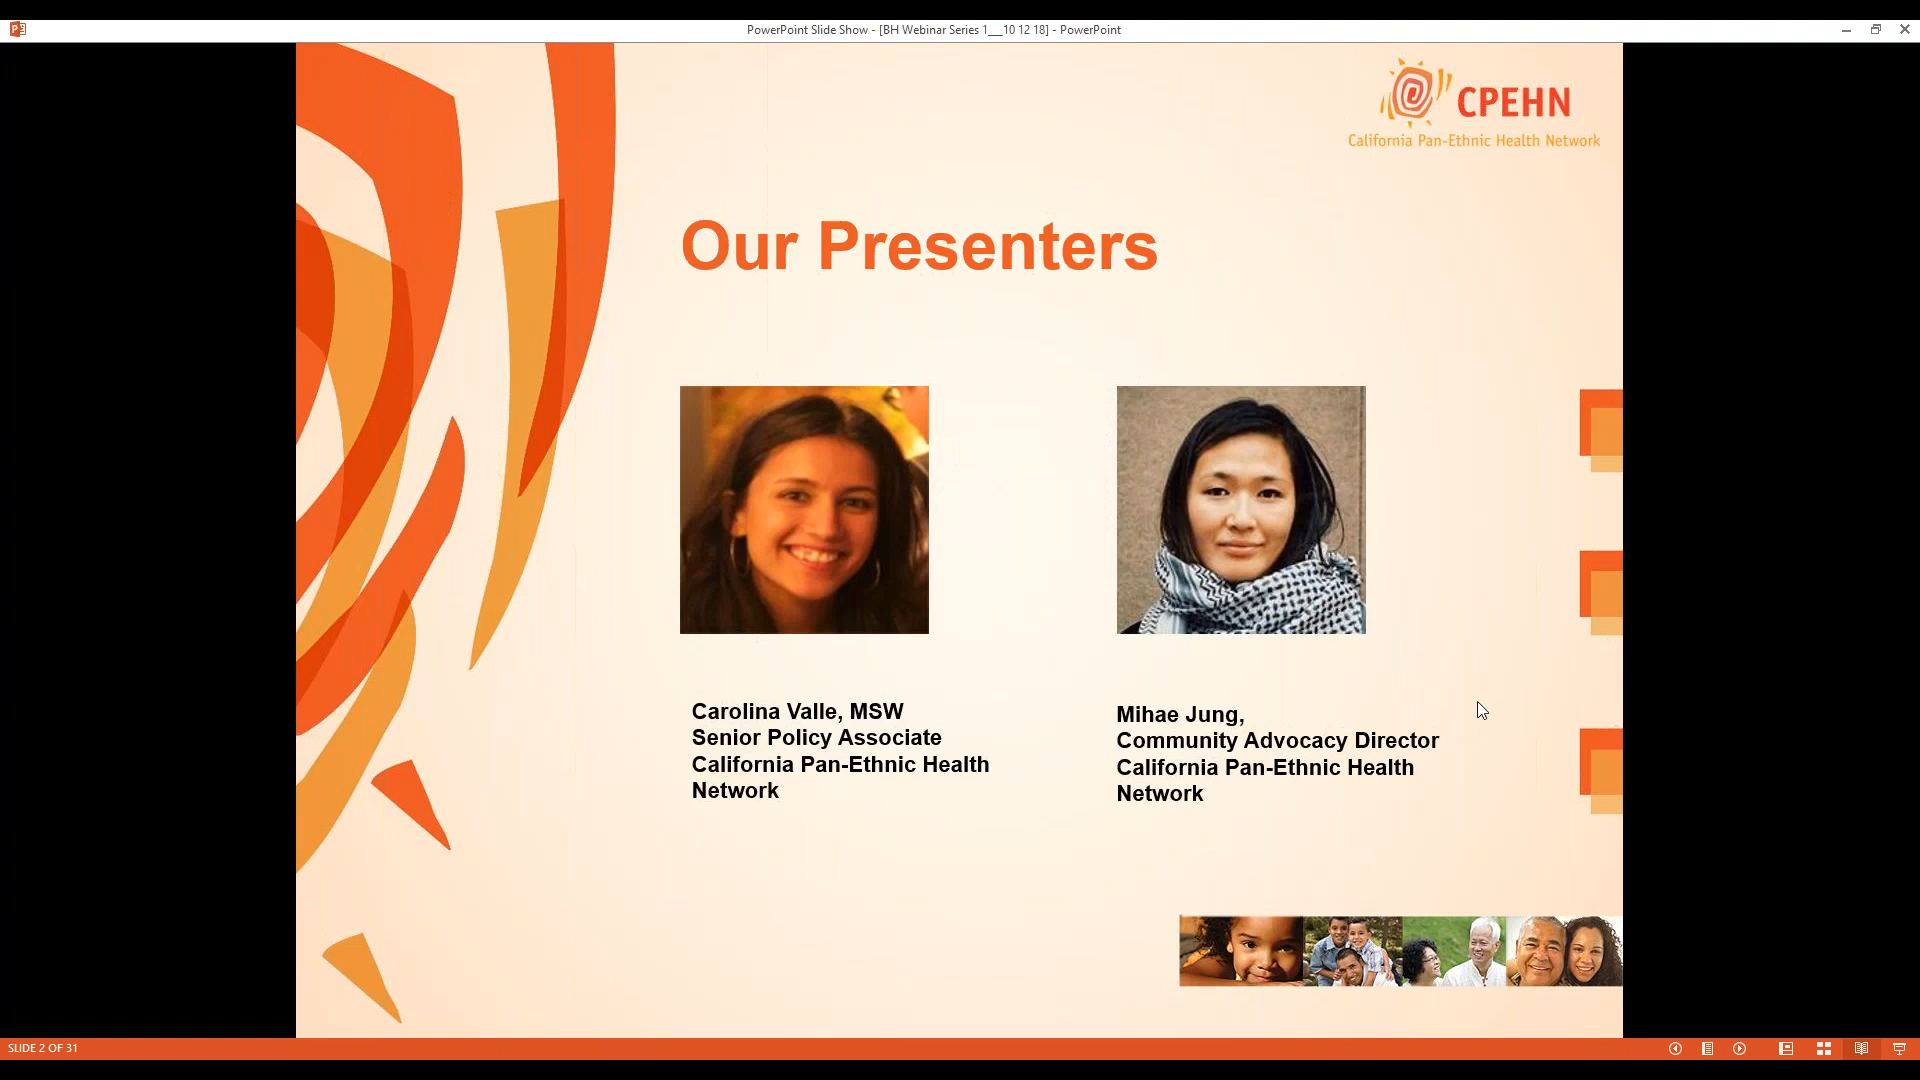 PowerPoint Slide Show - [BH Webinar Series 1___10 12 18] - PowerPoint
CPEHN
California Pan-Ethnic Health Network
Our Presenters
Carolina Valle, MSW
Senior Policy Associate
California Pan-Ethnic Health
Network
Mihae Jung,
Community Advocacy Director
California Pan-Ethnic Health
Network
SLIDE 2 OF 31